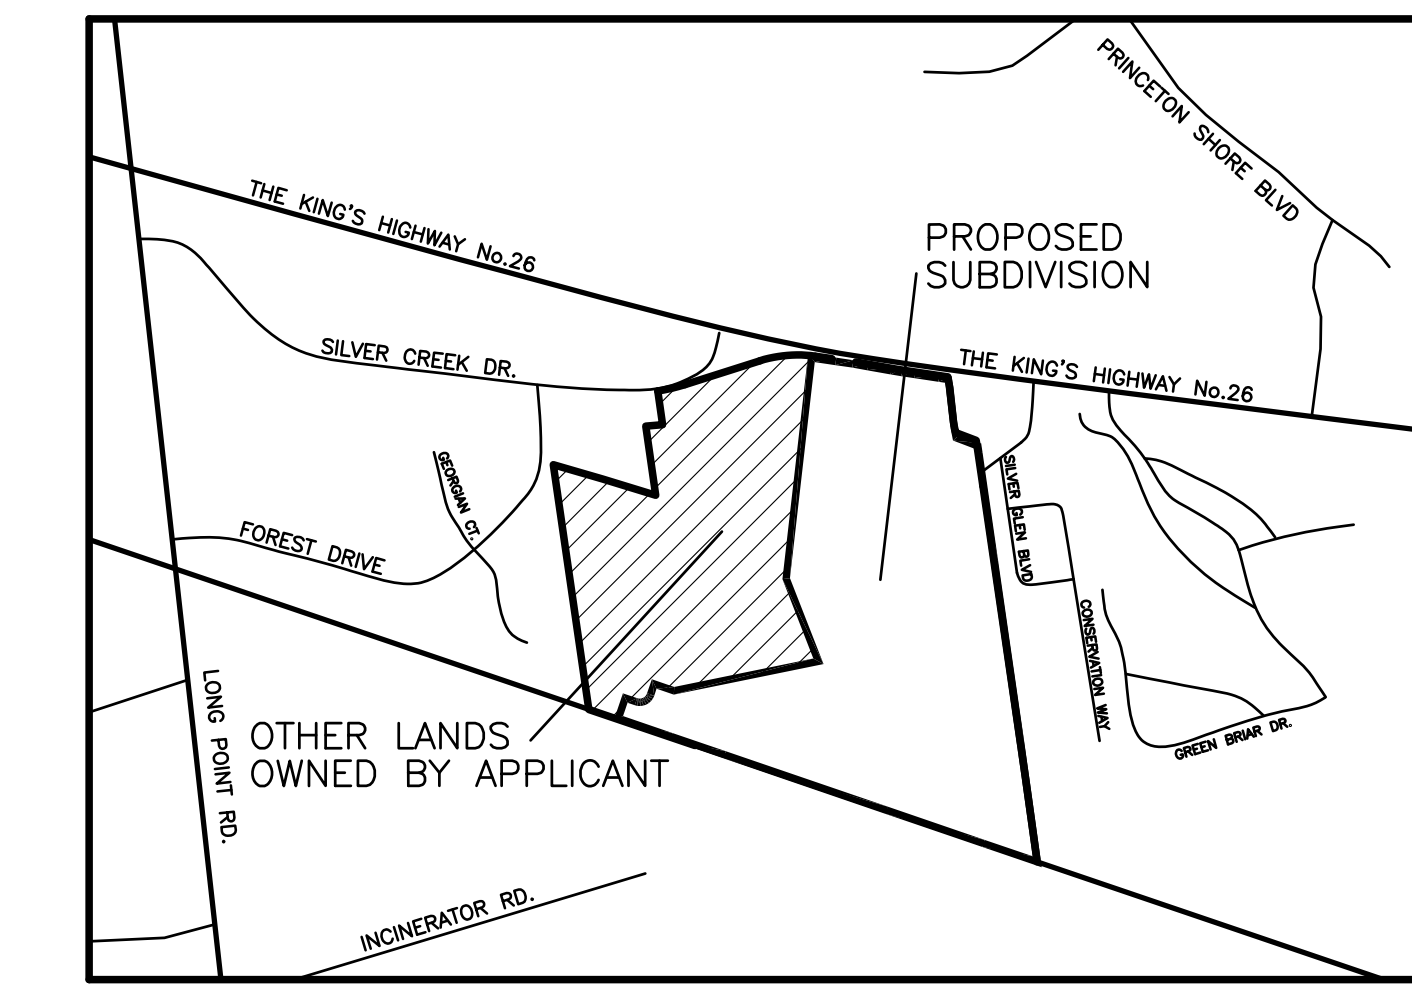 PRINCETON SHORE BLVD
THE KING'S HIGHWAY No.26
PROPOSED
SUBDIVISION
SILVER CREEK DR.
THE KING'S HIGHWAY No.26
GEORGIAN CT.
SILVER GLEN BLVD
FOREST DRIVE
CONSERVATION WAY
LONG POINT RD.
OTHER LANDS
OWNED BY APPLICANT
GREEN BRIAR DR.
INCINERATOR RD.